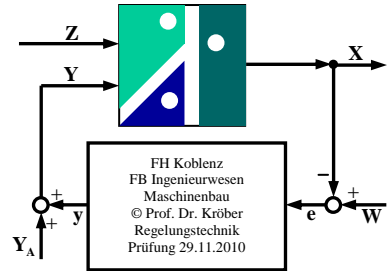 Z
X
Y
FH Koblenz
FB Ingenieurwesen
Maschinenbau
© Prof. Dr. Kröber
Regelungstechnik
Prüfung 29.11.2010
−
+
+
y
e
+
W
Y_A